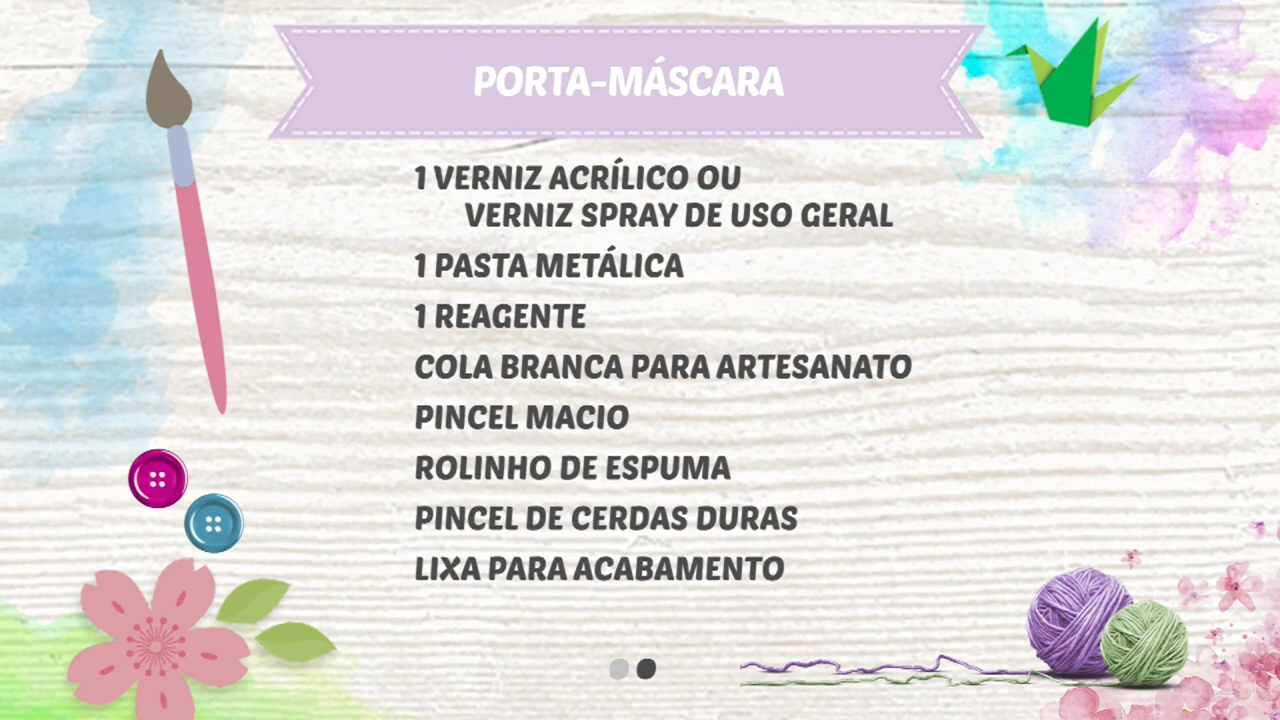 PORTA-MÁSCARA
1 VERNIZ ACRÍLICO OU
VERNIZ SPRAY DE USO GERAL
1 PASTA METÁLICA
1 REAGENTE
COLA BRANCA PARA ARTESANATO
PINCEL MACIO
ROLINHO DE ESPUMA
PINCEL DE CERDAS DURAS
LIXA PARA ACABAMENTO